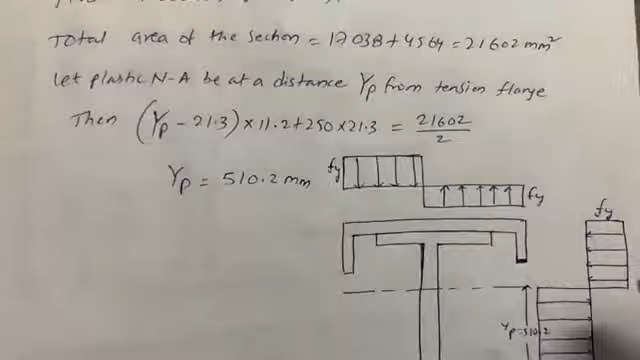 Total area of the section = 17038 + 4564 = 21602 mm²
Let plastic N-A be at a distance Yp from tension flange
Then (Yp - 21.3) × 11.2 + 250 × 21.3 = 21602/2
Yp = 510.2 mm
fy
fy
fy
Yp=510.2